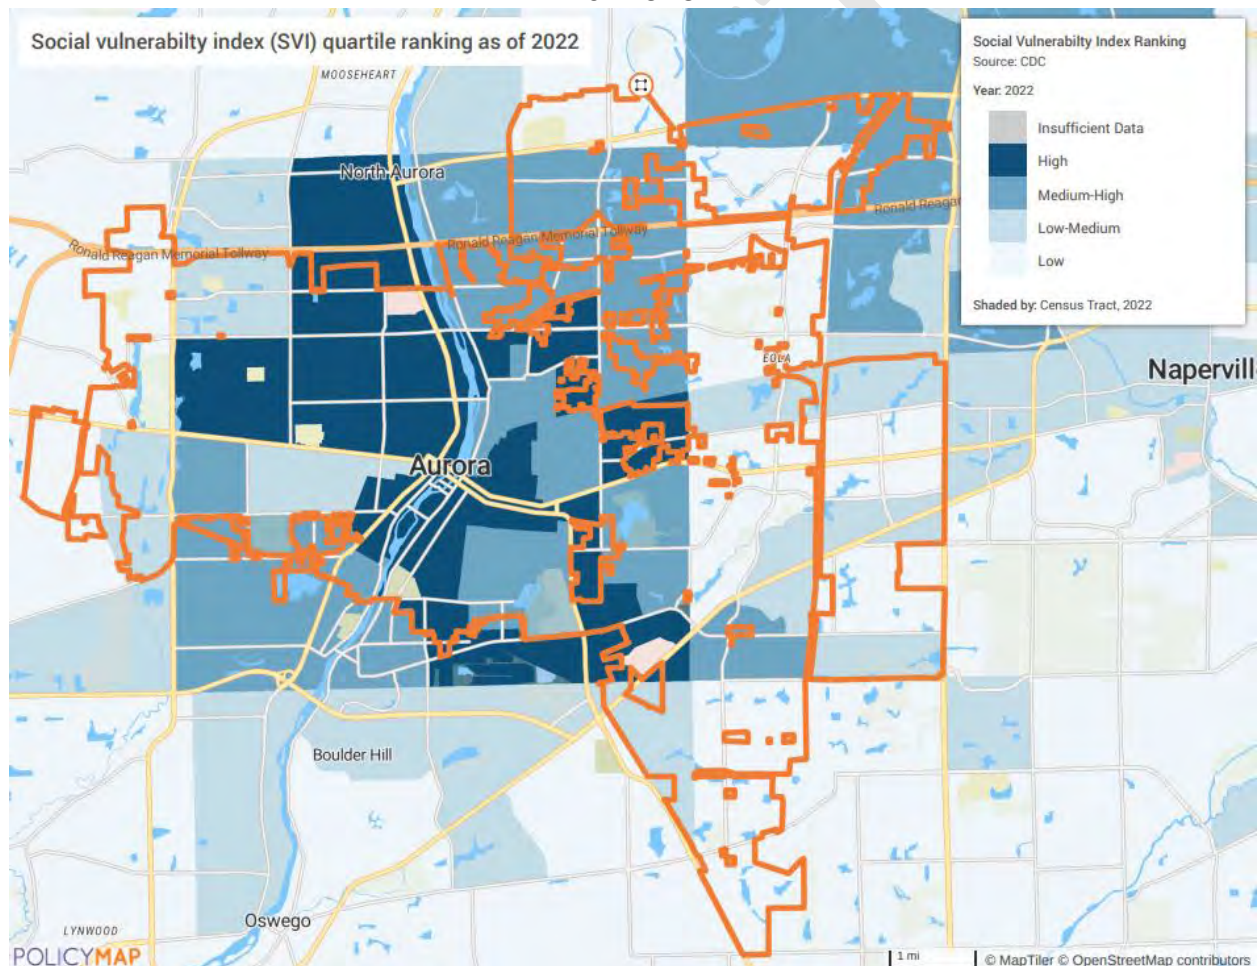 Social vulnerabilty index (SVI) quartile ranking as of 2022
Social Vulnerabilty Index Ranking
Source: CDC
Year: 2022
Insufficient Data
High
Medium-High
Low-Medium
Low
Shaded by: Census Tract, 2022
MOOSEHEART
North Aurora
Ronald Reagan
Ronald Reagan Memorial Tollway
Ronald Reagan Memorial Tollway
EOLA
Napervill
Aurora
Boulder Hill
Oswego
LYNWOOD
POLICYMAP
1 mi
© MapTiler © OpenStreetMap contributors